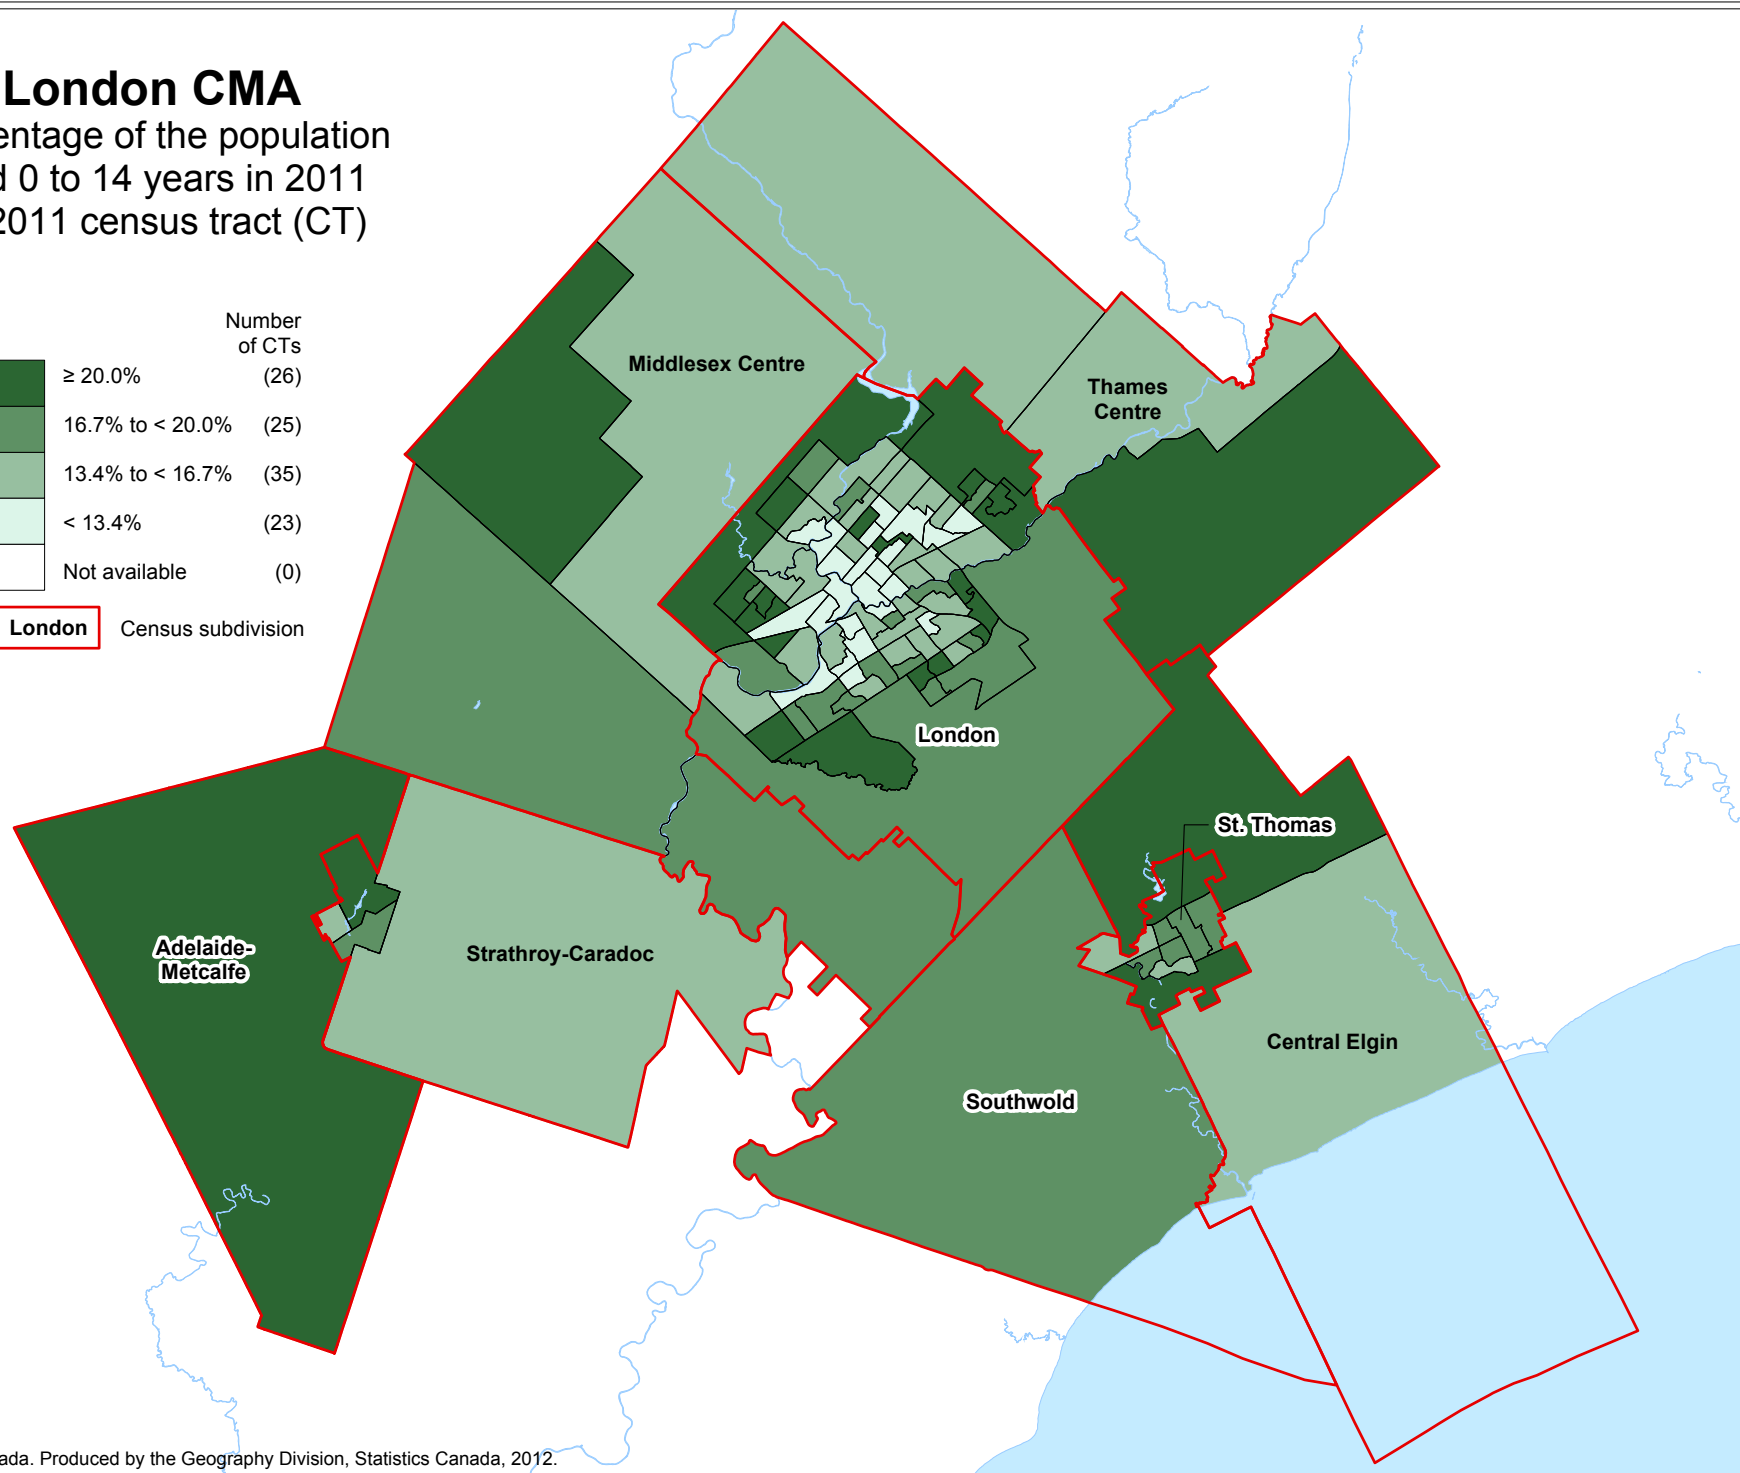 London CMA
entage of the population
d 0 to 14 years in 2011
2011 census tract (CT)
Number
of CTs
≥ 20.0% (26)
16.7% to < 20.0% (25)
13.4% to < 16.7% (35)
< 13.4% (23)
Not available (0)
London Census subdivision
Middlesex Centre
Thames
Centre
London
St. Thomas
Adelaide-
Metcalfe
Strathroy-Caradoc
Central Elgin
Southwold
ada. Produced by the Geography Division, Statistics Canada, 2012.